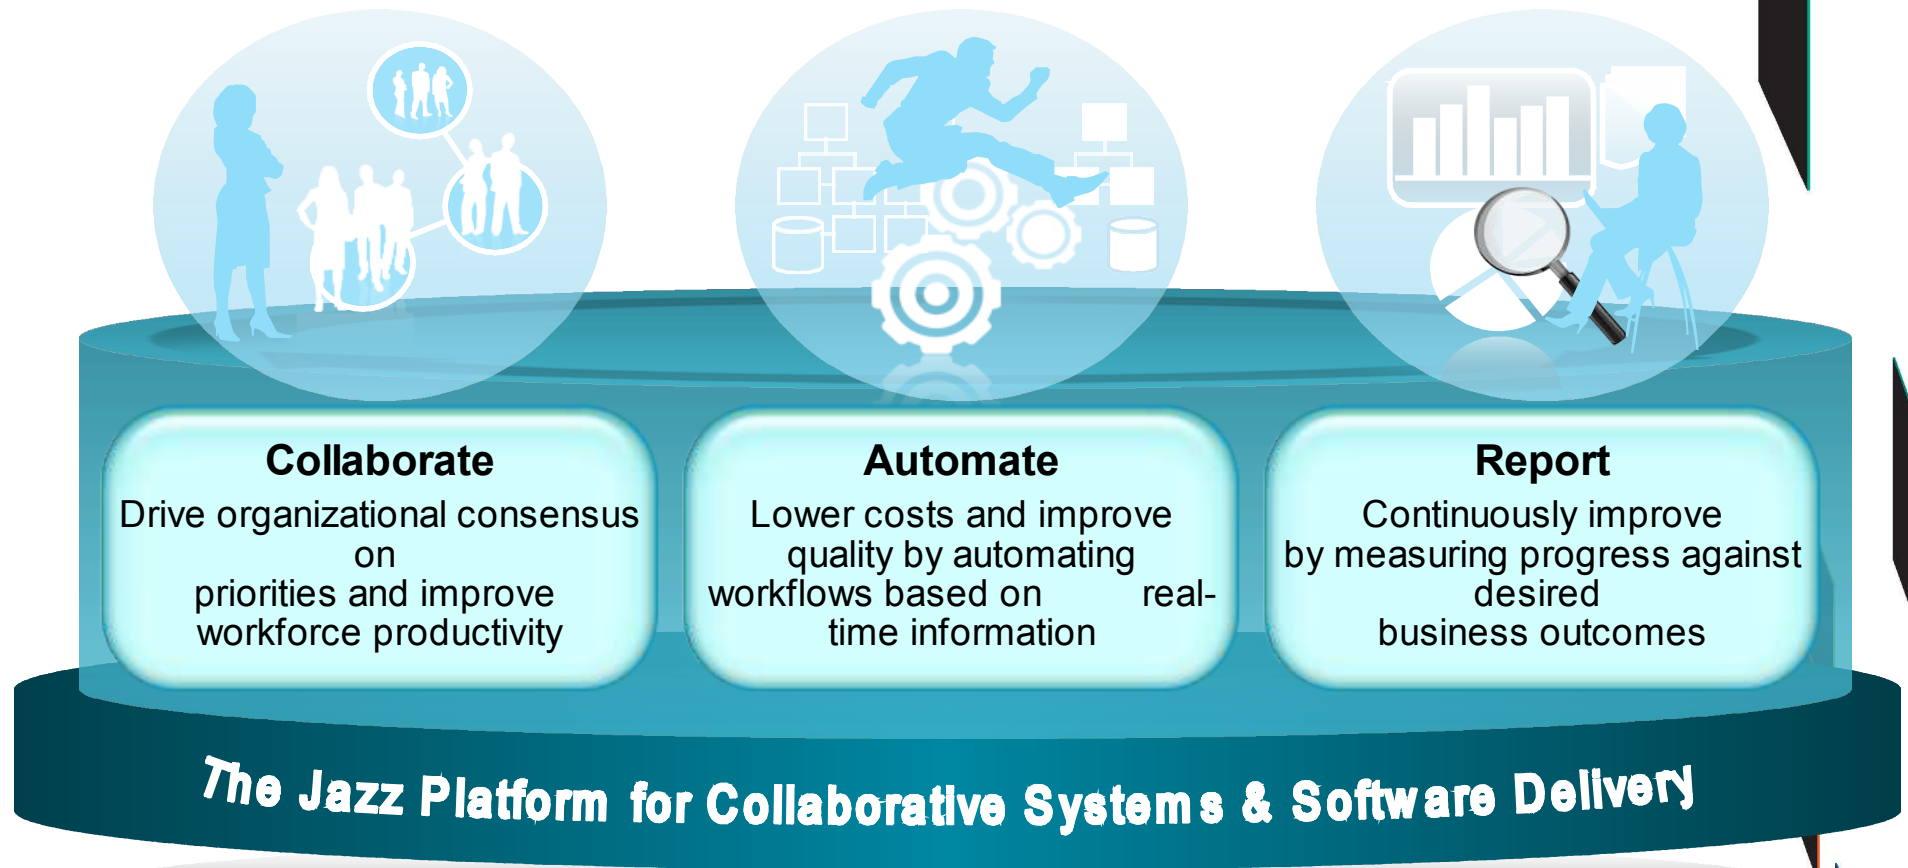 Collaborate
Drive organizational consensus
on
priorities and improve
workforce productivity
Automate
Lower costs and improve
quality by automating
workflows based on real-
time information
Report
Continuously improve
by measuring progress against
desired
business outcomes
The Jazz Platform for Collaborative Systems & Software Delivery